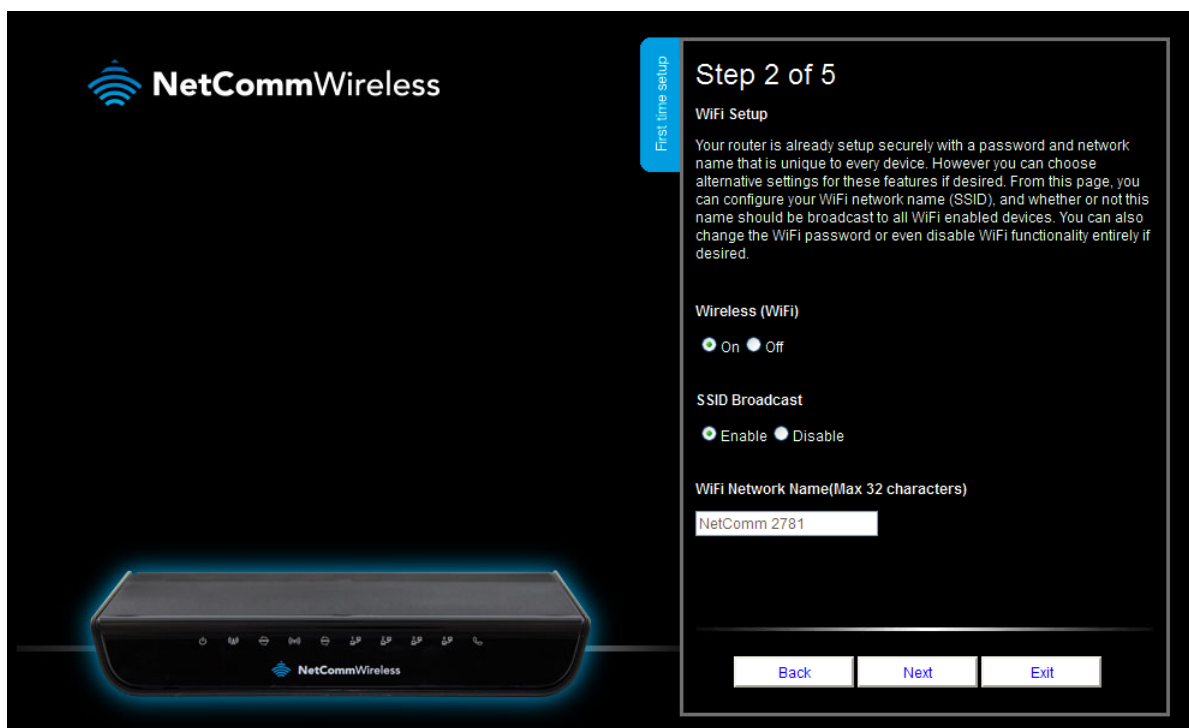 NetCommWireless
First time setup
Step 2 of 5
WiFi Setup
Your router is already setup securely with a password and network
name that is unique to every device. However you can choose
alternative settings for these features if desired. From this page, you
can configure your WiFi network name (SSID), and whether or not this
name should be broadcast to all WiFi enabled devices. You can also
change the WiFi password or even disable WiFi functionality entirely if
desired.
Wireless (WiFi)
On Off
SSID Broadcast
Enable Disable
WiFi Network Name(Max 32 characters)
NetComm 2781
NetCommWireless
Back Next Exit